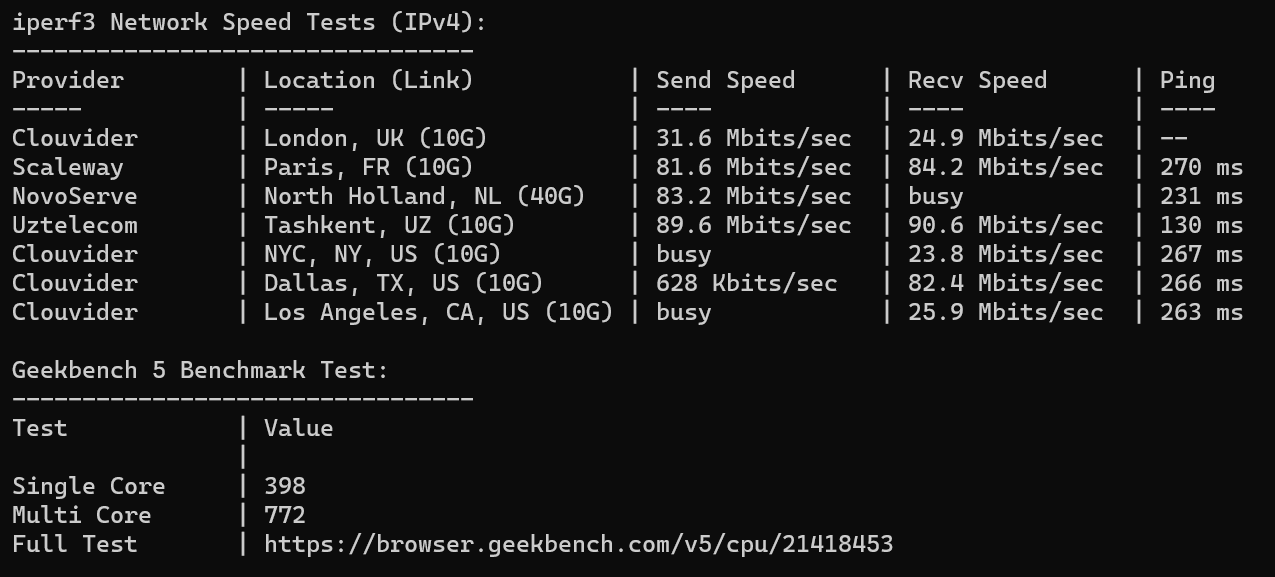 iperf3 Network Speed Tests (IPv4):
---------------------------------
Provider        | Location (Link)           | Send Speed      | Recv Speed      | Ping
-----           | -----                     | ----            | ----            | ----
Clouvider       | London, UK (10G)          | 31.6 Mbits/sec  | 24.9 Mbits/sec  | --
Scaleway        | Paris, FR (10G)           | 81.6 Mbits/sec  | 84.2 Mbits/sec  | 270 ms
NovoServe       | North Holland, NL (40G)   | 83.2 Mbits/sec  | busy            | 231 ms
Uztelecom       | Tashkent, UZ (10G)        | 89.6 Mbits/sec  | 90.6 Mbits/sec  | 130 ms
Clouvider       | NYC, NY, US (10G)         | busy            | 23.8 Mbits/sec  | 267 ms
Clouvider       | Dallas, TX, US (10G)      | 628 Kbits/sec   | 82.4 Mbits/sec  | 266 ms
Clouvider       | Los Angeles, CA, US (10G) | busy            | 25.9 Mbits/sec  | 263 ms

Geekbench 5 Benchmark Test:
---------------------------------
Test            | Value
                |
Single Core     | 398
Multi Core      | 772
Full Test       | https://browser.geekbench.com/v5/cpu/21418453